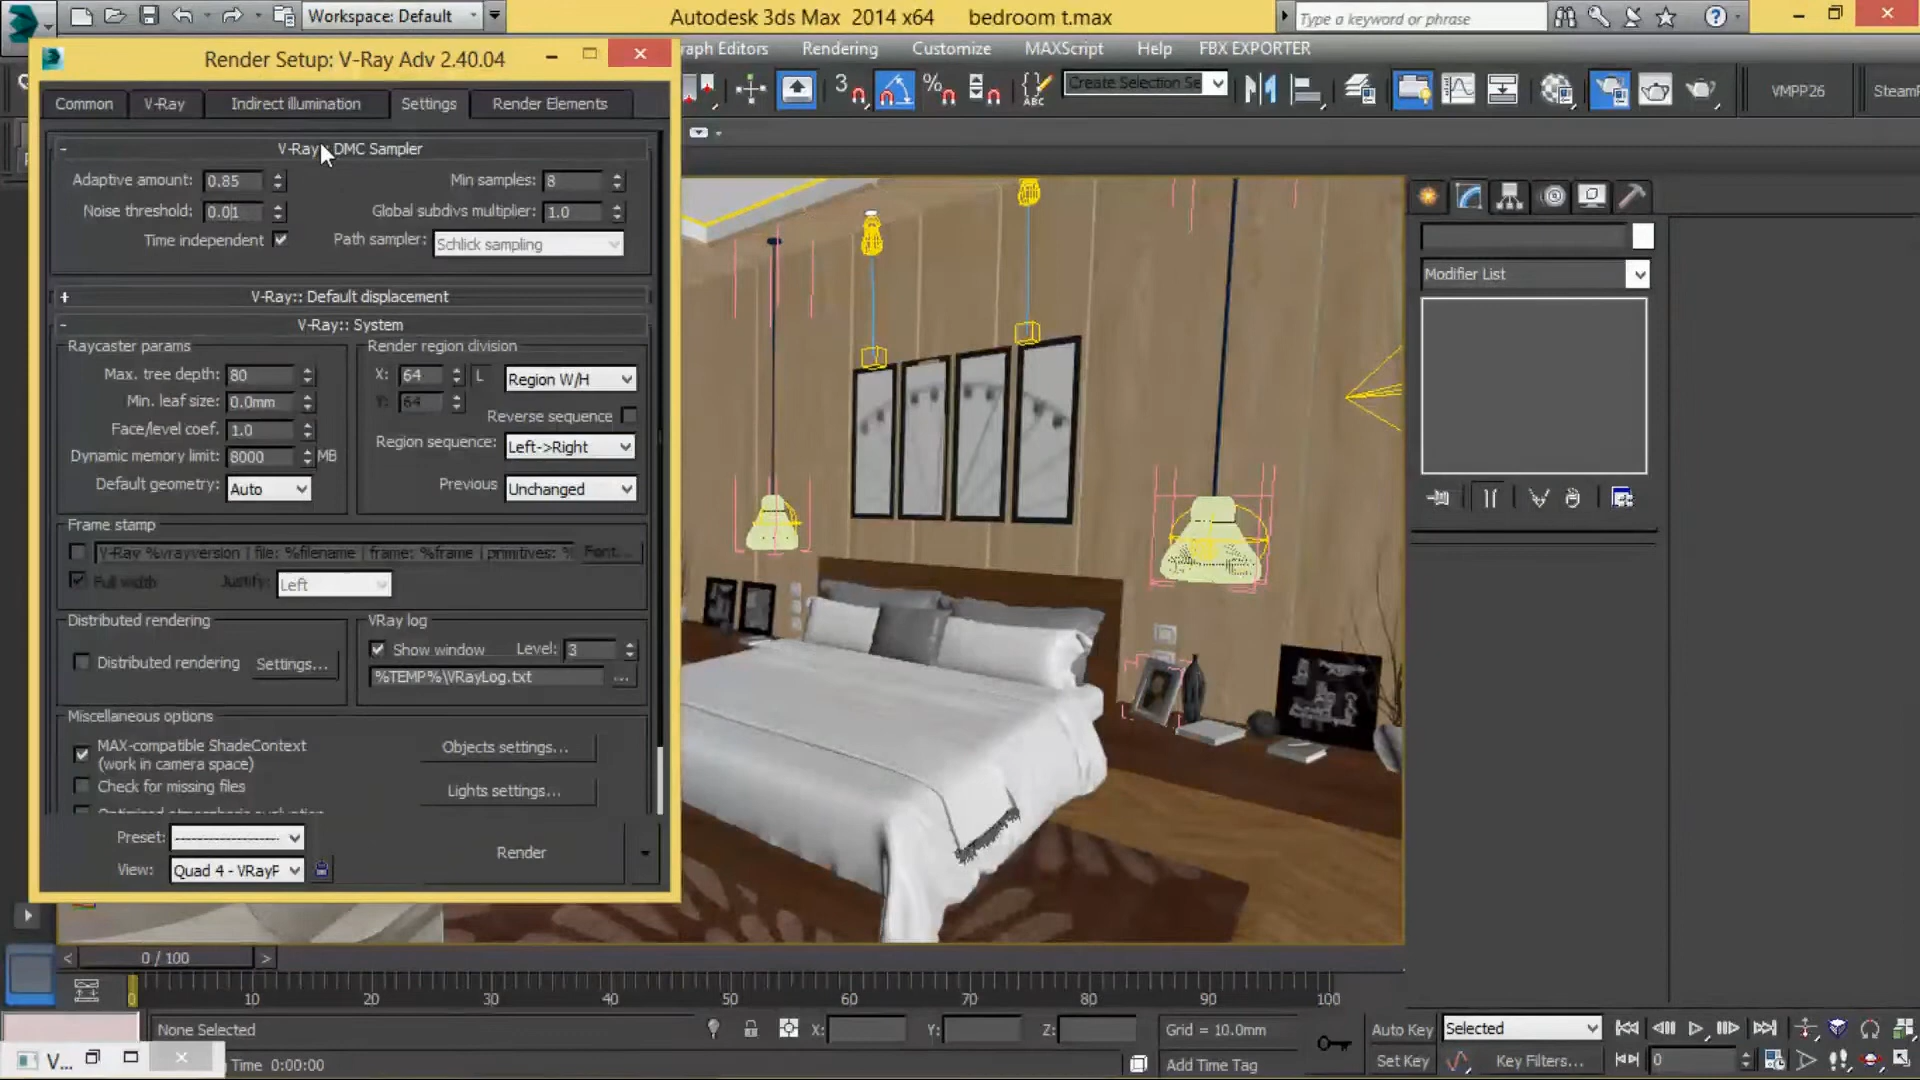 Workspace: Default
Autodesk 3ds Max 2014 x64 bedroom t.max
Type a keyword or phrase
Render Setup: V-Ray Adv 2.40.04
raph Editors Rendering Customize MAXScript Help FBX EXPORTER
Create Selection Se
VMPP26 SteamF
Common V-Ray Indirect illumination Settings Render Elements
V-Ray:: DMC Sampler
Adaptive amount: 0.85 Min samples: 8
Noise threshold: 0.01 Global subdivs multiplier: 1.0
Time independent Path sampler: Schlick sampling
V-Ray:: Default displacement
V-Ray:: System
Raycaster params Render region division
Max. tree depth: 80 X: 64 L Region W/H
Min. leaf size: 0.0mm Y: 64
Reverse sequence
Face/level coef. 1.0 Region sequence: Left->Right
Dynamic memory limit: 8000 MB
Default geometry: Auto Previous Unchanged
Frame stamp
V-Ray %vrayversion | file: %filename | frame: %frame | primitives: % Font...
Full width Justify: Left
Distributed rendering VRay log
Distributed rendering Settings... Show window Level: 3
%TEMP%\VRayLog.txt ...
Miscellaneous options
MAX-compatible ShadeContext
(work in camera space) Objects settings...
Check for missing files Lights settings...
Preset: ---------------------
Render
View: Quad 4 - VRayP
Modifier List
0 / 100
0 10 20 30 40 50 60 70 80 90 100
None Selected X: Y: Z: Grid = 10.0mm Auto Key Selected
V... Time 0:00:00 Add Time Tag Set Key Key Filters... 0